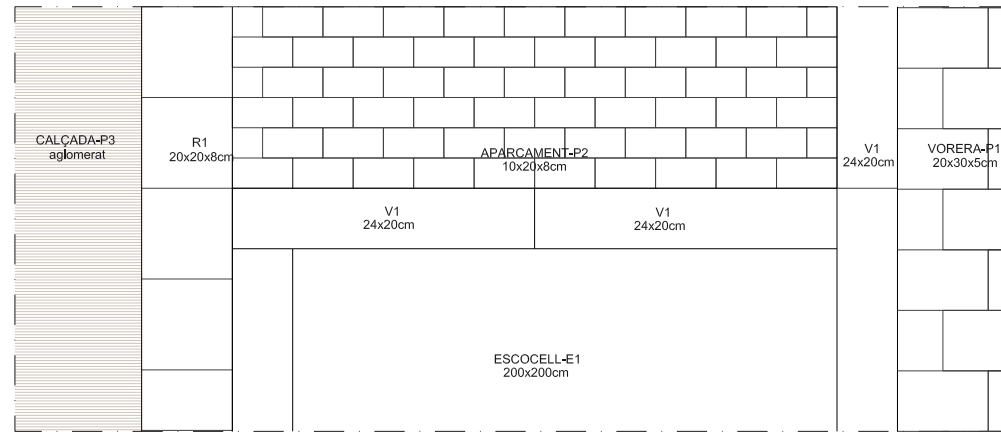 CALÇADA-P3
aglomerat
R1
20x20x8cm
APARCAMENT-P2
10x20x8cm
V1
24x20cm
VORERA-P1
20x30x5cm
V1
24x20cm
V1
24x20cm
ESCOCELL-E1
200x200cm